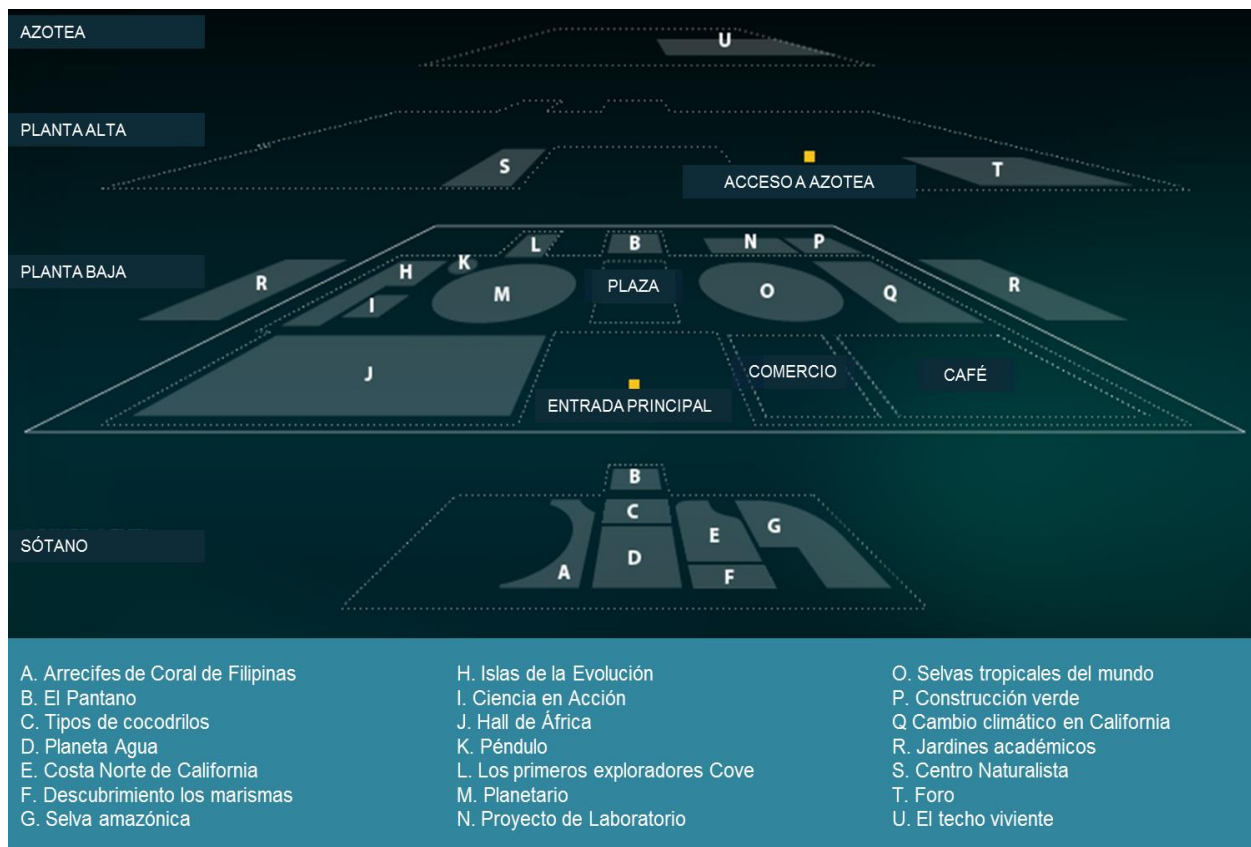 AZOTEA
U
PLANTA ALTA
S
T
ACCESO A AZOTEA
PLANTA BAJA
R
H
K
L
B
N
P
I
M
PLAZA
O
Q
R
J
COMERCIO
CAFÉ
ENTRADA PRINCIPAL
SÓTANO
B
C
A
D
E
F
G
A. Arrecifes de Coral de Filipinas
B. El Pantano
C. Tipos de cocodrilos
D. Planeta Agua
E. Costa Norte de California
F. Descubrimiento los marismas
G. Selva amazónica
H. Islas de la Evolución
I. Ciencia en Acción
J. Hall de África
K. Péndulo
L. Los primeros exploradores Cove
M. Planetario
N. Proyecto de Laboratorio
O. Selvas tropicales del mundo
P. Construcción verde
Q Cambio climático en California
R. Jardines académicos
S. Centro Naturalista
T. Foro
U. El techo viviente